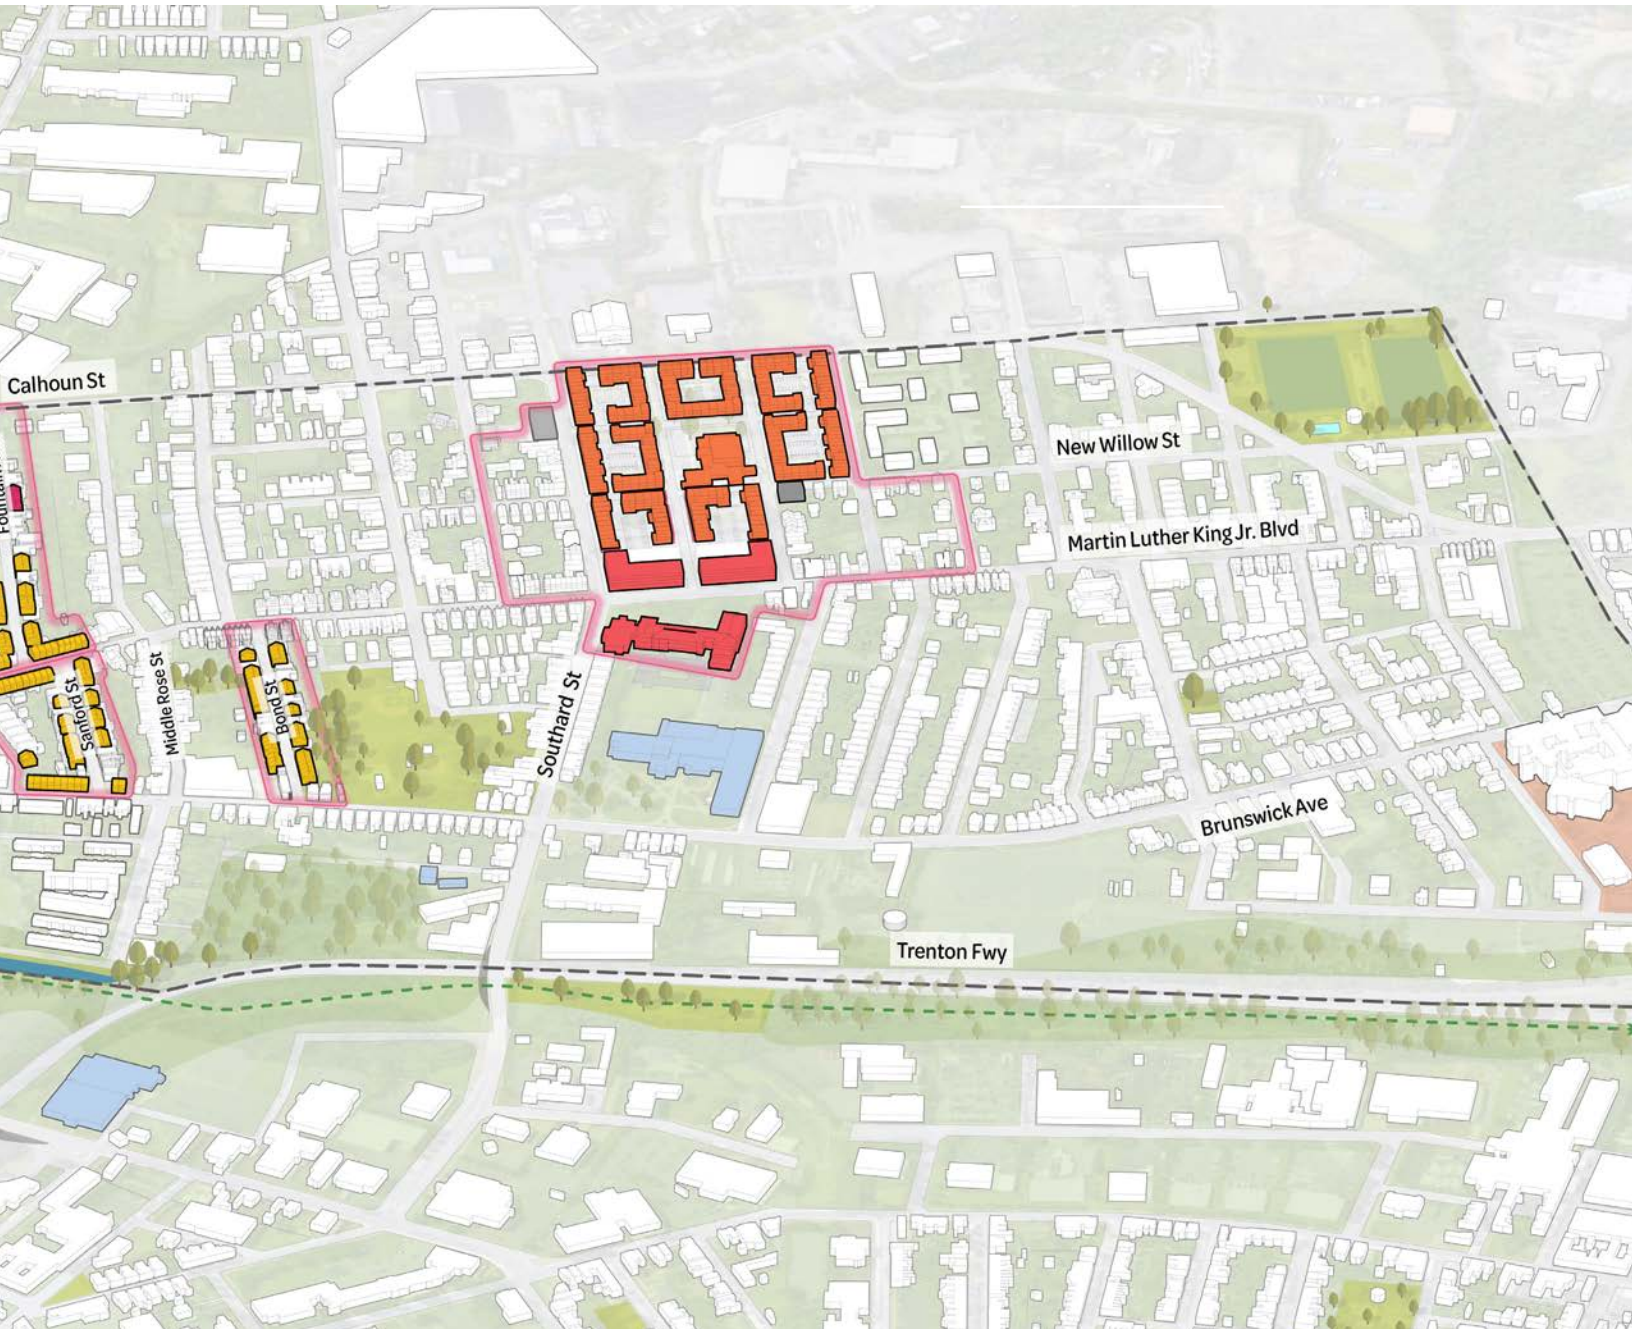 Calhoun St
New Willow St
Martin Luther King Jr. Blvd
Middle Rose St
Sanford St
Bond St
Southard St
Brunswick Ave
Trenton Fwy